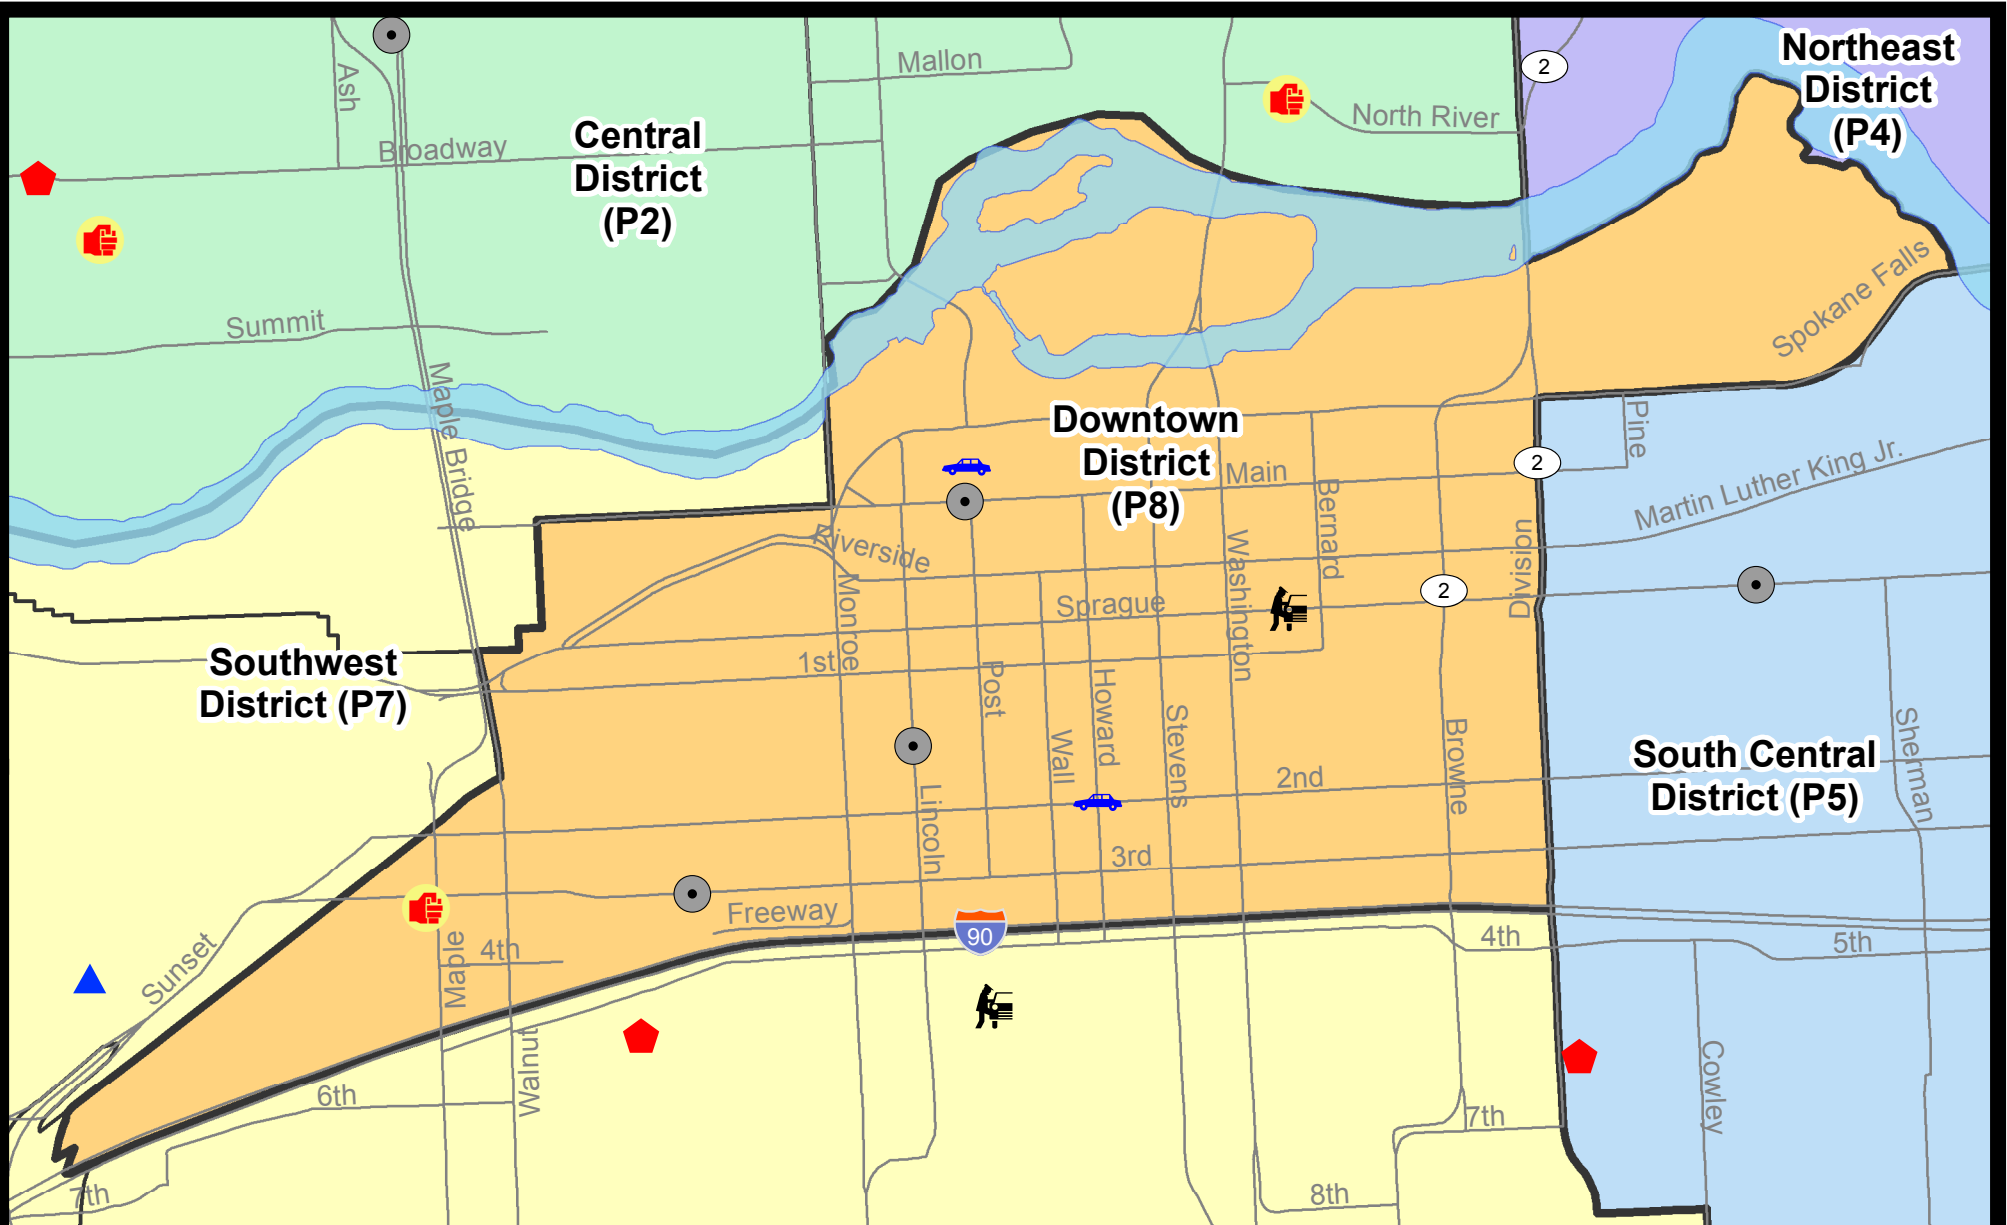 Northeast
District
(P4)
2
Mallon
Ash
North River
Central
District
(P2)
Broadway
Spokane Falls
Summit
Maple Bridge
Downtown
District
(P8)
Pine
Main
2
Martin Luther King Jr.
Bernard
Riverside
Division
Washington
Monroe
Sprague
2
Southwest
District (P7)
1st
Post
Howard
Stevens
Wall
Browne
Sherman
South Central
District (P5)
2nd
Lincoln
3rd
Freeway
90
4th
5th
4th
Maple
Sunset
Walnut
Cowley
6th
7th
7th
8th